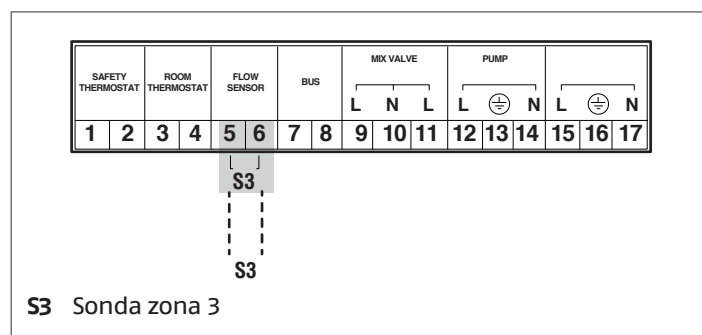 SAFETY THERMOSTAT ROOM THERMOSTAT FLOW SENSOR BUS MIX VALVE PUMP
L N L L N L N
1 2 3 4 5 6 7 8 9 10 11 12 13 14 15 16 17
S3
S3
S3 Sonda zona 3